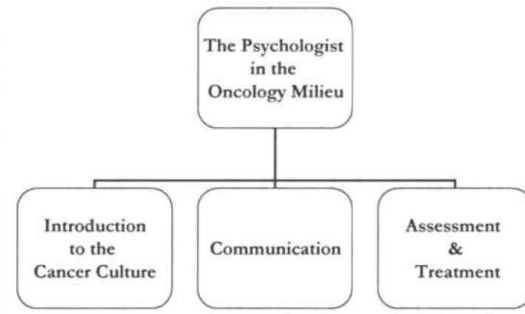 The Psychologist
in the
Oncology Milieu
Introduction
to the
Cancer Culture
Communication
Assessment
&
Treatment